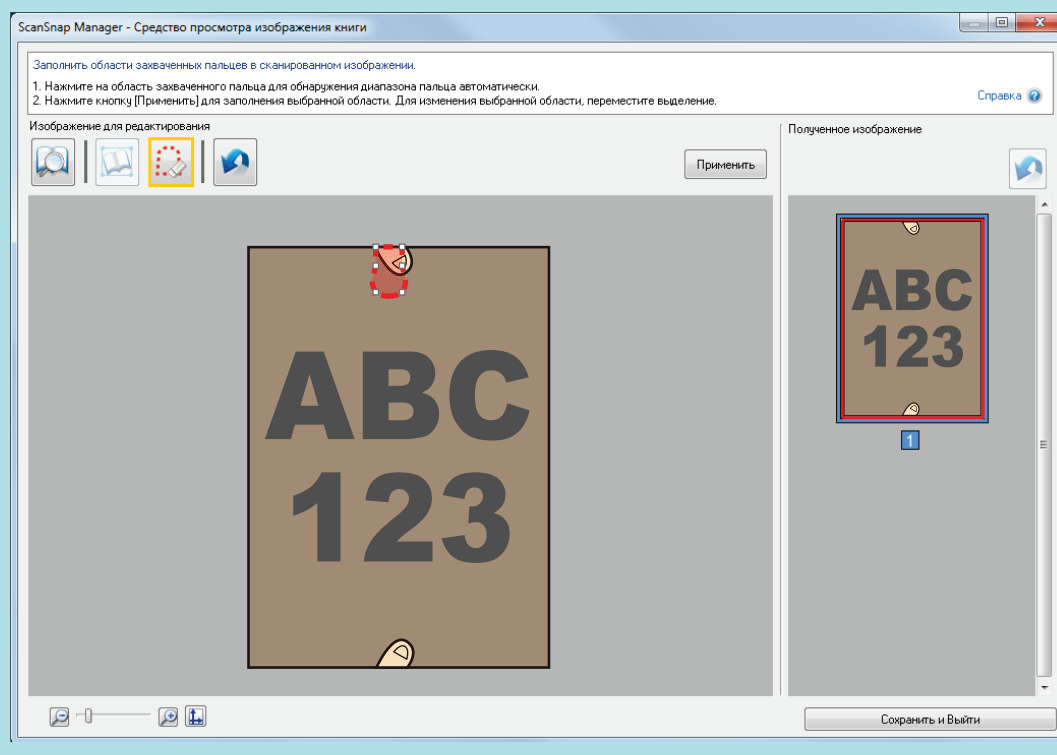 ScanSnap Manager - Средство просмотра изображения книги
Заполнить области захваченных пальцев в сканированном изображении.
1. Нажмите на область захваченного пальца для обнаружения диапазона пальца автоматически.
2. Нажмите кнопку [Применить] для заполнения выбранной области. Для изменения выбранной области, переместите выделение.
Справка
Изображение для редактирования
Полученное изображение
Применить
ABC
123
ABC
123
1
Сохранить и Выйти